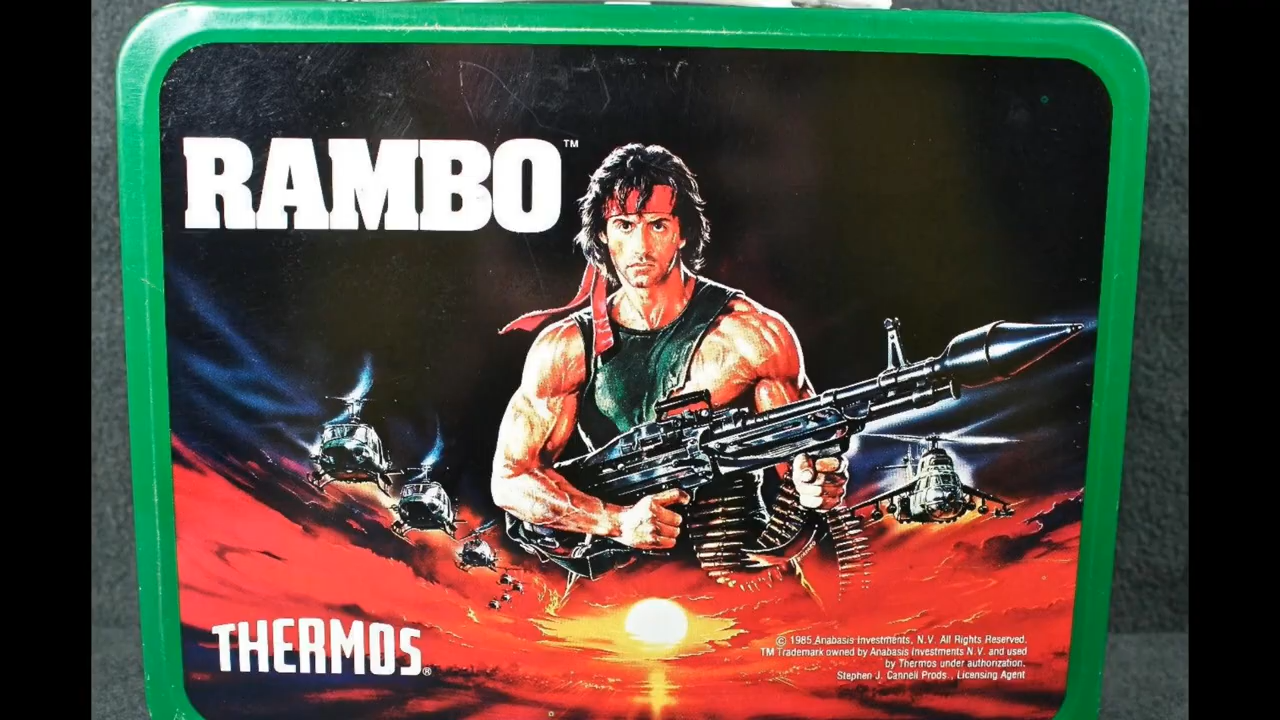 RAMBO™
THERMOS®
© 1985 Anabasis Investments, N.V. All Rights Reserved.
TM Trademark owned by Anabasis Investments N.V. and used
by Thermos under authorization.
Stephen J. Cannell Prods., Licensing Agent